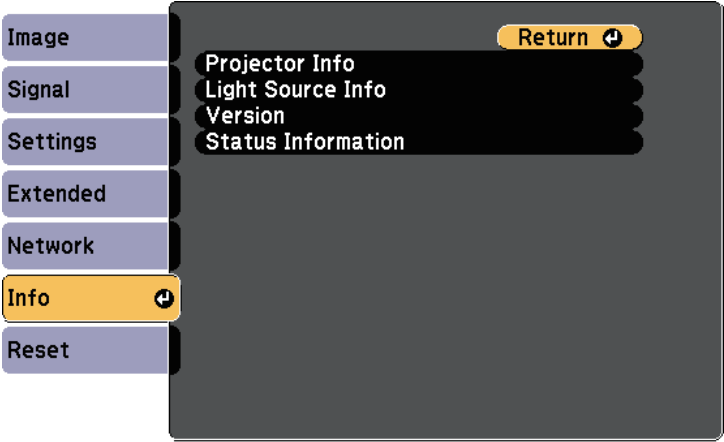 Image
Signal
Settings
Extended
Network
Info
Reset
Return
Projector Info
Light Source Info
Version
Status Information